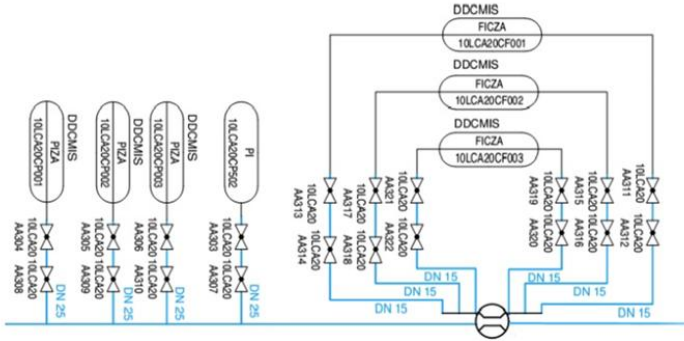 DDCMIS
FICZA
10LCA20CF001
DDCMIS
FICZA
10LCA20CF002
DDCMIS
FICZA
10LCA20CF003
PIZA
10LCA20CP001
DDCMIS
PIZA
10LCA20CP002
DDCMIS
PIZA
10LCA20CP003
DDCMIS
PI
10LCA20CP502
10LCA20
AA304
10LCA20
AA308
DN 25
10LCA20
AA305
10LCA20
AA309
DN 25
10LCA20
AA306
10LCA20
AA310
DN 25
10LCA20
AA303
10LCA20
AA307
DN 25
10LCA20
AA313
10LCA20
AA314
10LCA20
AA317
10LCA20
AA318
10LCA20
AA321
10LCA20
AA322
10LCA20
AA319
10LCA20
AA320
10LCA20
AA315
10LCA20
AA316
10LCA20
AA311
10LCA20
AA312
DN 15
DN 15
DN 15
DN 15
DN 15
DN 15